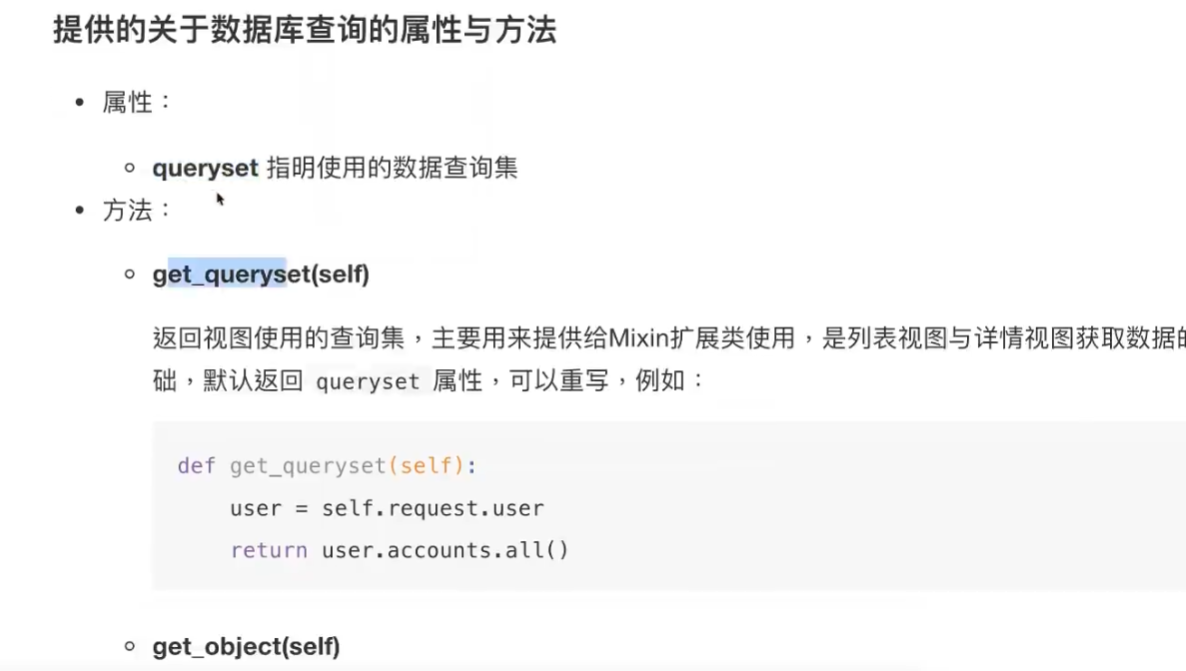 提供的关于数据库查询的属性与方法
属性：
queryset 指明使用的数据查询集
方法：
get_queryset(self)
返回视图使用的查询集，主要用来提供给Mixin扩展类使用，是列表视图与详情视图获取数据的
础，默认返回 queryset 属性，可以重写，例如：
def get_queryset(self):
    user = self.request.user
    return user.accounts.all()
get_object(self)